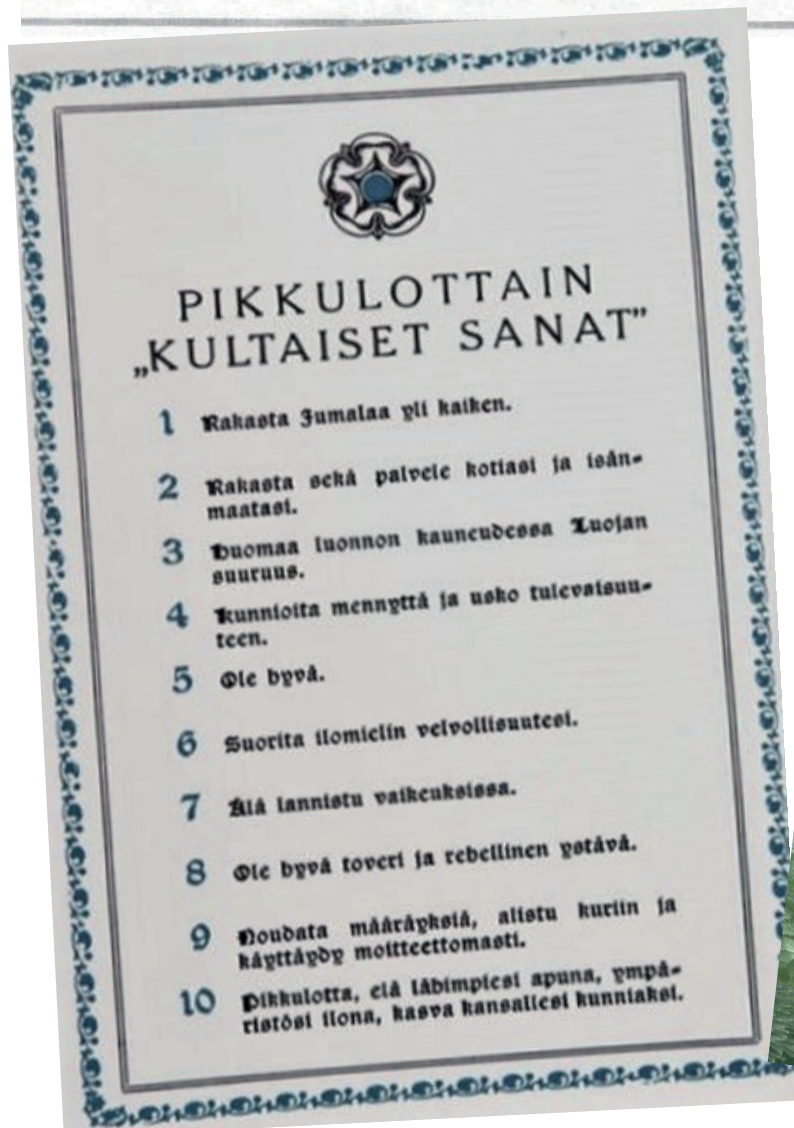 PIKKULOTTAIN
„KULTAISET SANAT”
1 Rakasta Jumalaa yli kaiken.
2 Rakasta sekä palvele kotiasi ja isän-
maatasi.
3 Huomaa luonnon kauneudessa Luojan
suuruus.
4 Kunnioita mennyttä ja usko tulevaisuu-
teen.
5 Ole hyvä.
6 Suorita ilomielin velvollisuutesi.
7 Älä lannistu vaikeuksissa.
8 Ole hyvä toveri ja rehellinen ystävä.
9 Noudata määräyksiä, alistu kuriin ja
käyttäydy moitteettomasti.
10 Pikkulotta, elä lähimpiesi apuna, ympä-
ristösi ilona, kasva kansallesi kunniaksi.